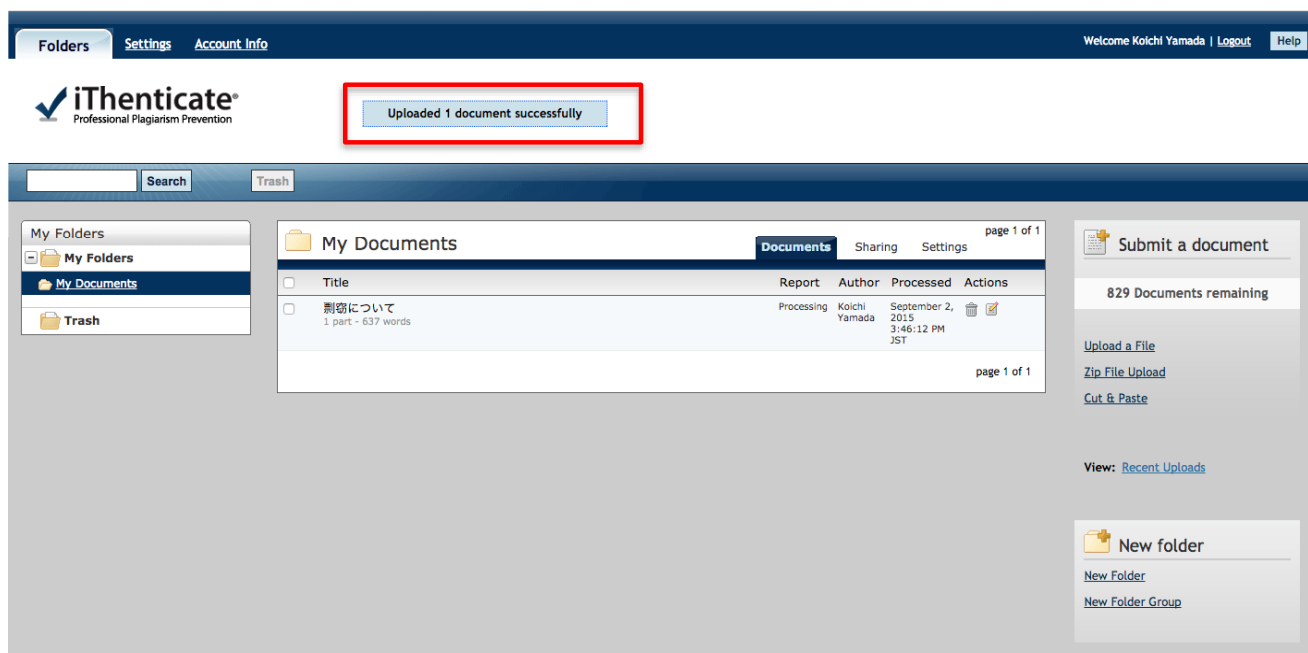 Folders Settings Account Info Welcome Koichi Yamada | Logout Help
iThenticate®
Professional Plagiarism Prevention
Uploaded 1 document successfully
Search Trash
My Folders
My Folders
My Documents
Trash
My Documents
page 1 of 1
Documents Sharing Settings
Title Report Author Processed Actions
剽窃について
1 part - 637 words
Processing
Koichi
Yamada
September 2,
2015
3:46:12 PM
JST
page 1 of 1
Submit a document
829 Documents remaining
Upload a File
Zip File Upload
Cut & Paste
View: Recent Uploads
New folder
New Folder
New Folder Group